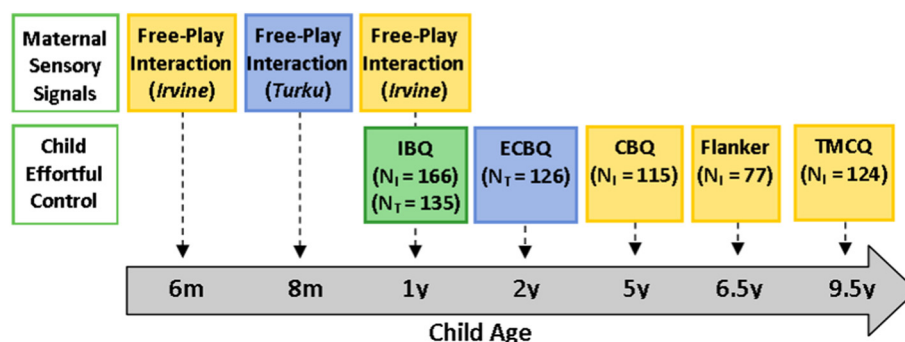 Maternal
Sensory
Signals
Free-Play
Interaction
(Irvine)
Free-Play
Interaction
(Turku)
Free-Play
Interaction
(Irvine)
Child
Effortful
Control
IBQ
(NI = 166)
(NT = 135)
ECBQ
(NT = 126)
CBQ
(NI = 115)
Flanker
(NI = 77)
TMCQ
(NI = 124)
6m 8m 1y 2y 5y 6.5y 9.5y
Child Age